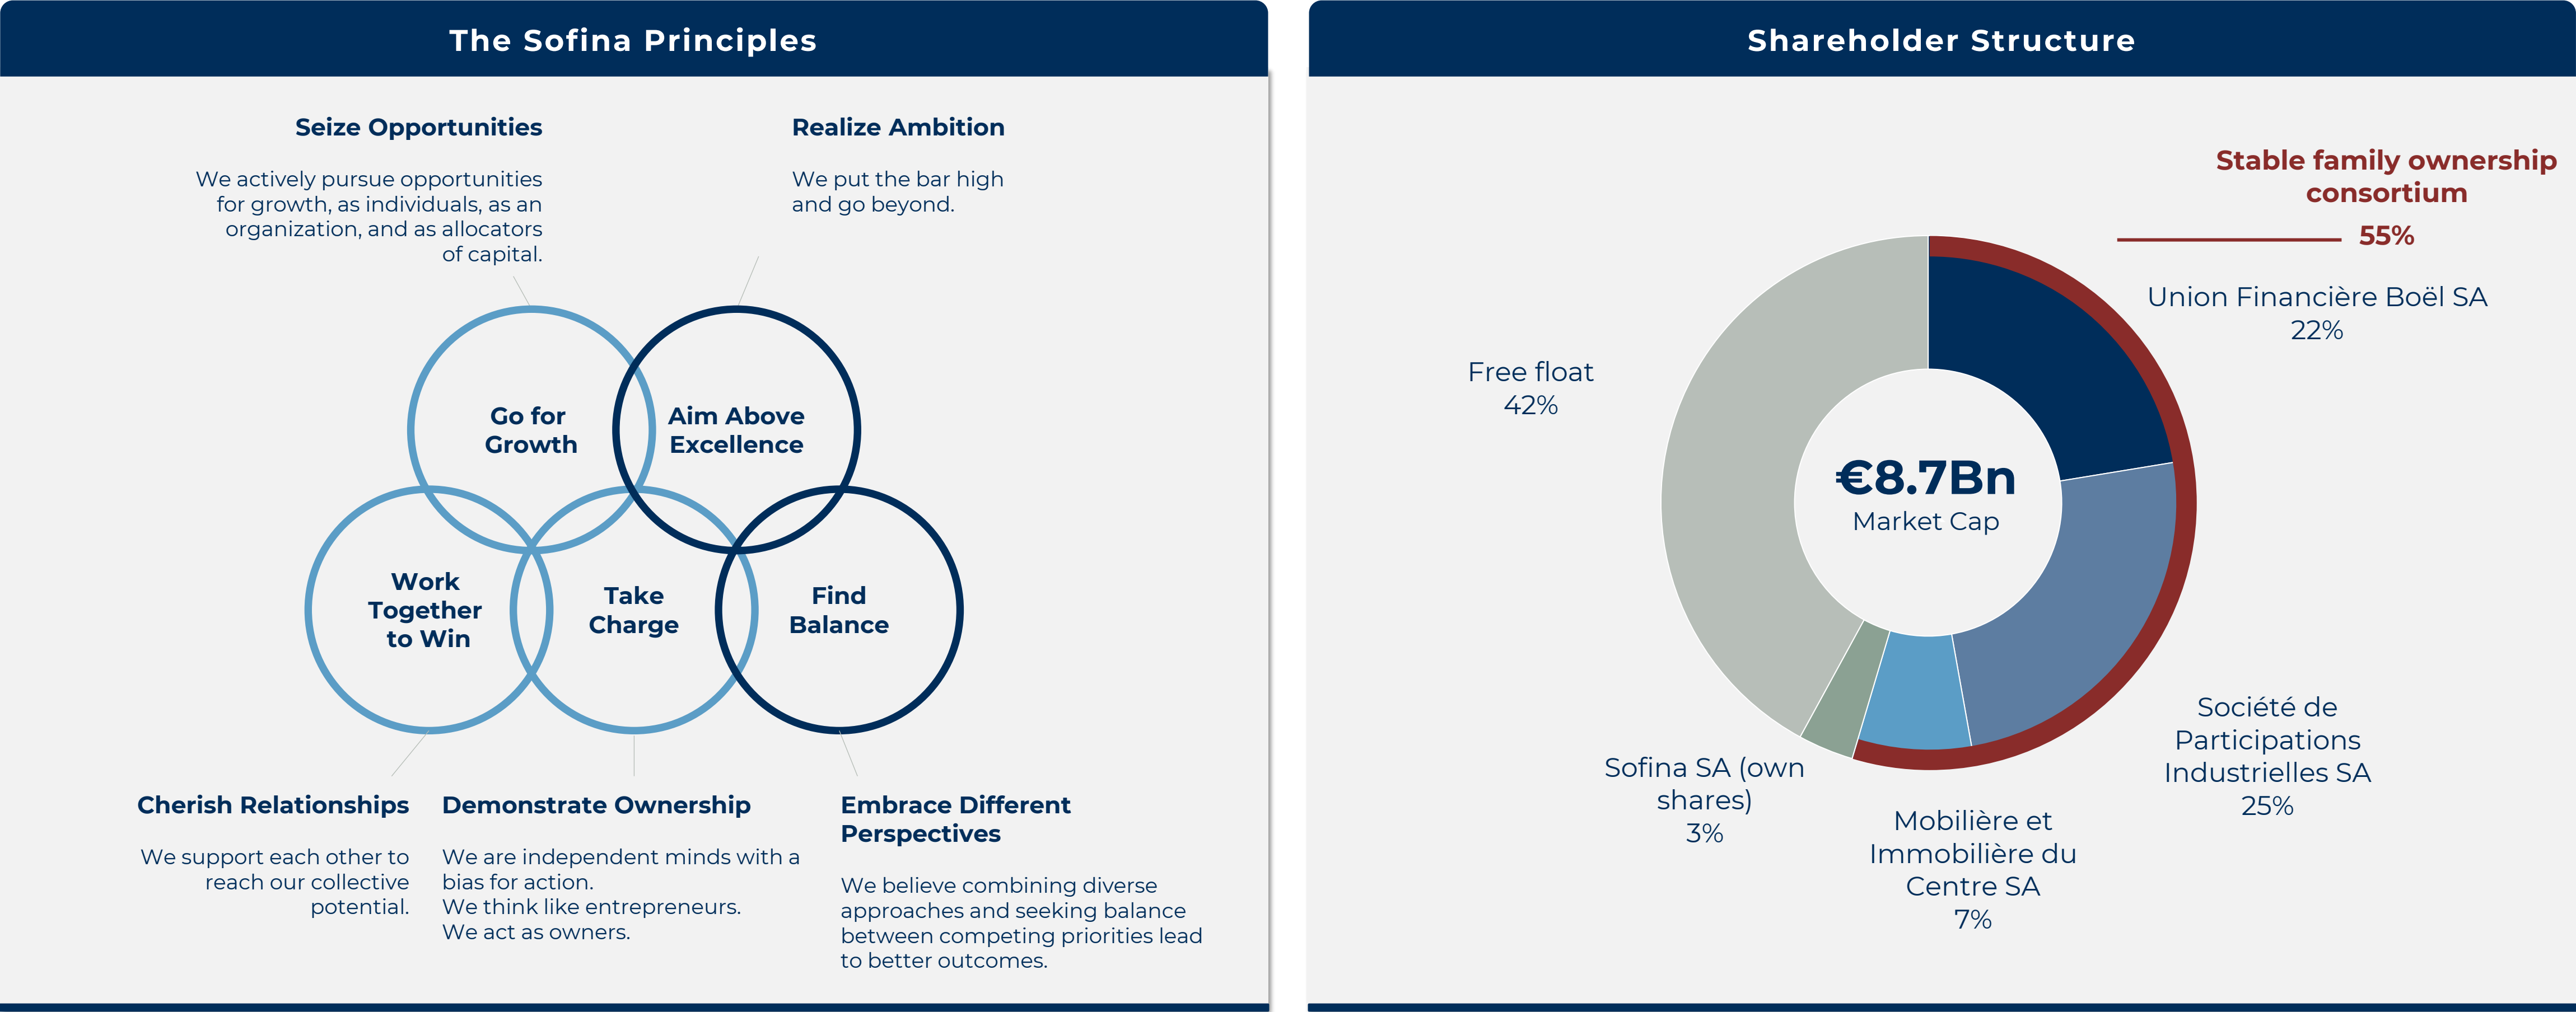 The Sofina Principles
Seize Opportunities
We actively pursue opportunities
for growth, as individuals, as an
organization, and as allocators
of capital.
Realize Ambition
We put the bar high
and go beyond.
Go for
Growth
Aim Above
Excellence
Work
Together
to Win
Take
Charge
Find
Balance
Cherish Relationships
We support each other to
reach our collective
potential.
Demonstrate Ownership
We are independent minds with a
bias for action.
We think like entrepreneurs.
We act as owners.
Embrace Different
Perspectives
We believe combining diverse
approaches and seeking balance
between competing priorities lead
to better outcomes.
Shareholder Structure
Stable family ownership
consortium
55%
Union Financière Boël SA
22%
Free float
42%
€8.7Bn
Market Cap
Société de
Participations
Industrielles SA
25%
Sofina SA (own
shares)
3%
Mobilière et
Immobilière du
Centre SA
7%